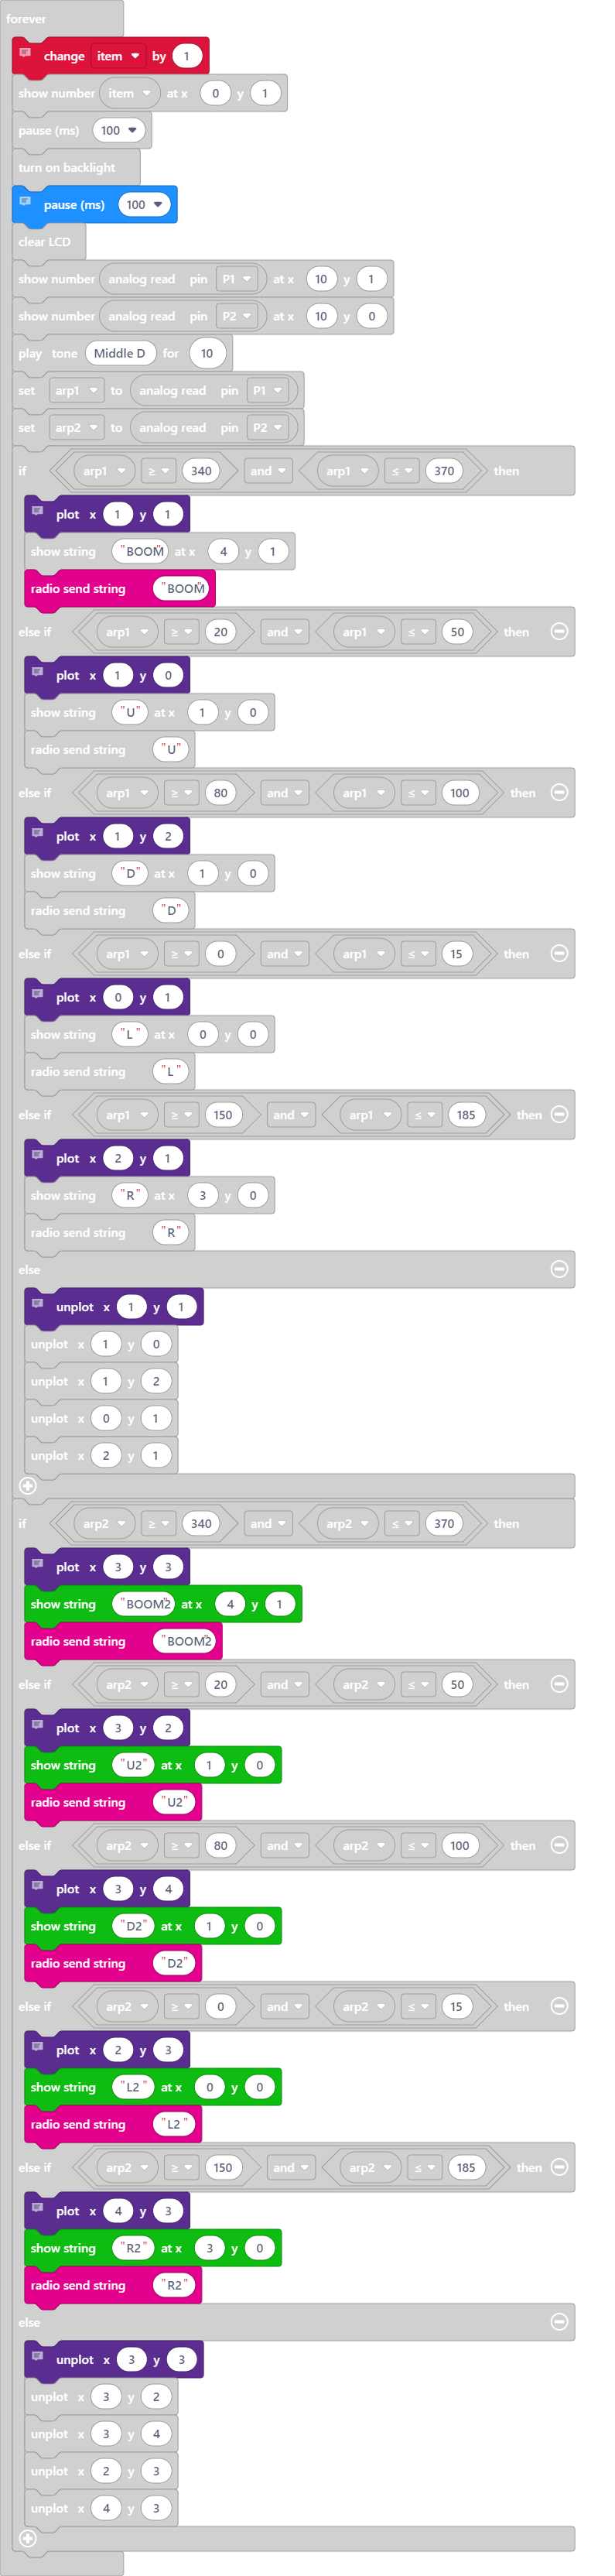 forever
change item by 1
show number item at x 0 y 1
pause (ms) 100
turn on backlight
pause (ms) 100
clear LCD
show number analog read pin P1 at x 10 y 1
show number analog read pin P2 at x 10 y 0
play tone Middle D for 10
set arp1 to analog read pin P1
set arp2 to analog read pin P2
if arp1 ≥ 340 and arp1 ≤ 370 then
plot x 1 y 1
show string "BOOM" at x 4 y 1
radio send string "BOOM"
else if arp1 ≥ 20 and arp1 ≤ 50 then
plot x 1 y 0
show string "U" at x 1 y 0
radio send string "U"
else if arp1 ≥ 80 and arp1 ≤ 100 then
plot x 1 y 2
show string "D" at x 1 y 0
radio send string "D"
else if arp1 ≥ 0 and arp1 ≤ 15 then
plot x 0 y 1
show string "L" at x 0 y 0
radio send string "L"
else if arp1 ≥ 150 and arp1 ≤ 185 then
plot x 2 y 1
show string "R" at x 3 y 0
radio send string "R"
else
unplot x 1 y 1
unplot x 1 y 0
unplot x 1 y 2
unplot x 0 y 1
unplot x 2 y 1
if arp2 ≥ 340 and arp2 ≤ 370 then
plot x 3 y 3
show string "BOOM2" at x 4 y 1
radio send string "BOOM2"
else if arp2 ≥ 20 and arp2 ≤ 50 then
plot x 3 y 2
show string "U2" at x 1 y 0
radio send string "U2"
else if arp2 ≥ 80 and arp2 ≤ 100 then
plot x 3 y 4
show string "D2" at x 1 y 0
radio send string "D2"
else if arp2 ≥ 0 and arp2 ≤ 15 then
plot x 2 y 3
show string "L2" at x 0 y 0
radio send string "L2"
else if arp2 ≥ 150 and arp2 ≤ 185 then
plot x 4 y 3
show string "R2" at x 3 y 0
radio send string "R2"
else
unplot x 3 y 3
unplot x 3 y 2
unplot x 3 y 4
unplot x 2 y 3
unplot x 4 y 3